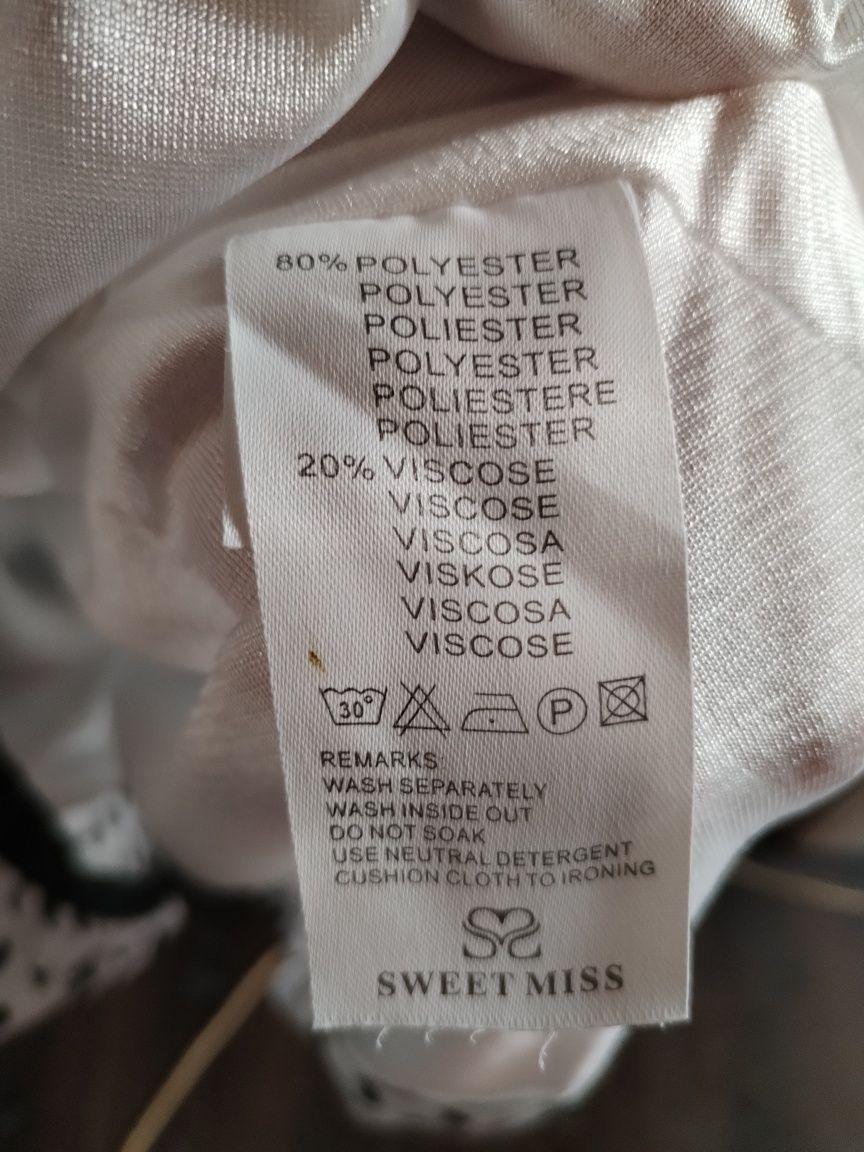 80% POLYESTER
POLYESTER
POLIESTER
POLYESTER
POLIESTERE
POLIESTER
20% VISCOSE
VISCOSE
VISCOSA
VISKOSE
VISCOSA
VISCOSE
30° P
REMARKS:
WASH SEPARATELY
WASH INSIDE OUT
DO NOT SOAK
USE NEUTRAL DETERGENT
CUSHION CLOTH TO IRONING
SWEET MISS